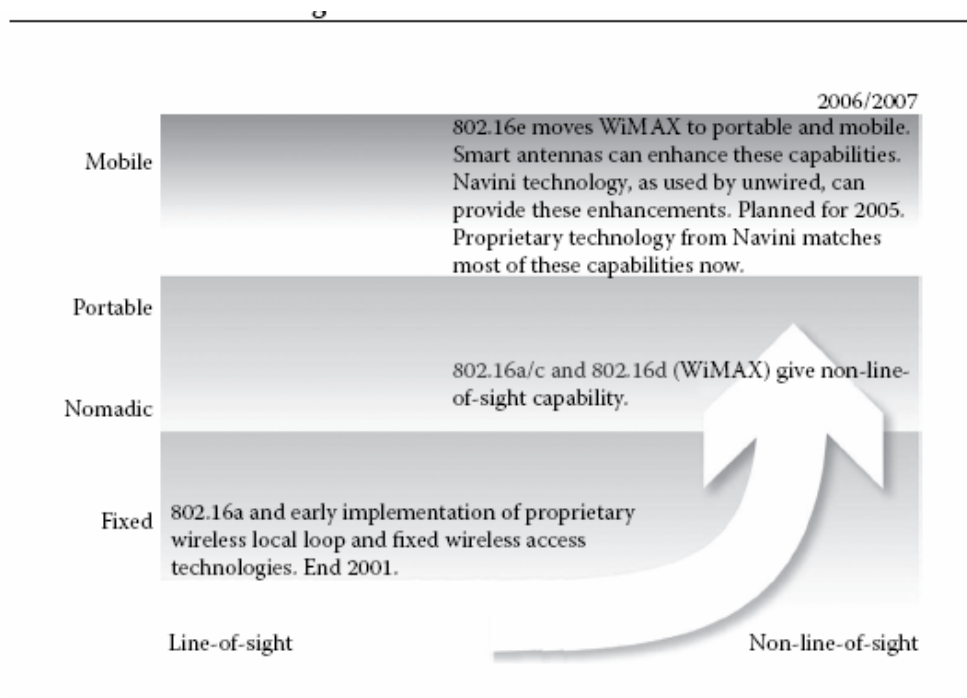 2006/2007
Mobile
802.16e moves WiMAX to portable and mobile.
Smart antennas can enhance these capabilities.
Navini technology, as used by unwired, can
provide these enhancements. Planned for 2005.
Proprietary technology from Navini matches
most of these capabilities now.
Portable
802.16a/c and 802.16d (WiMAX) give non-line-
of-sight capability.
Nomadic
Fixed
802.16a and early implementation of proprietary
wireless local loop and fixed wireless access
technologies. End 2001.
Line-of-sight
Non-line-of-sight